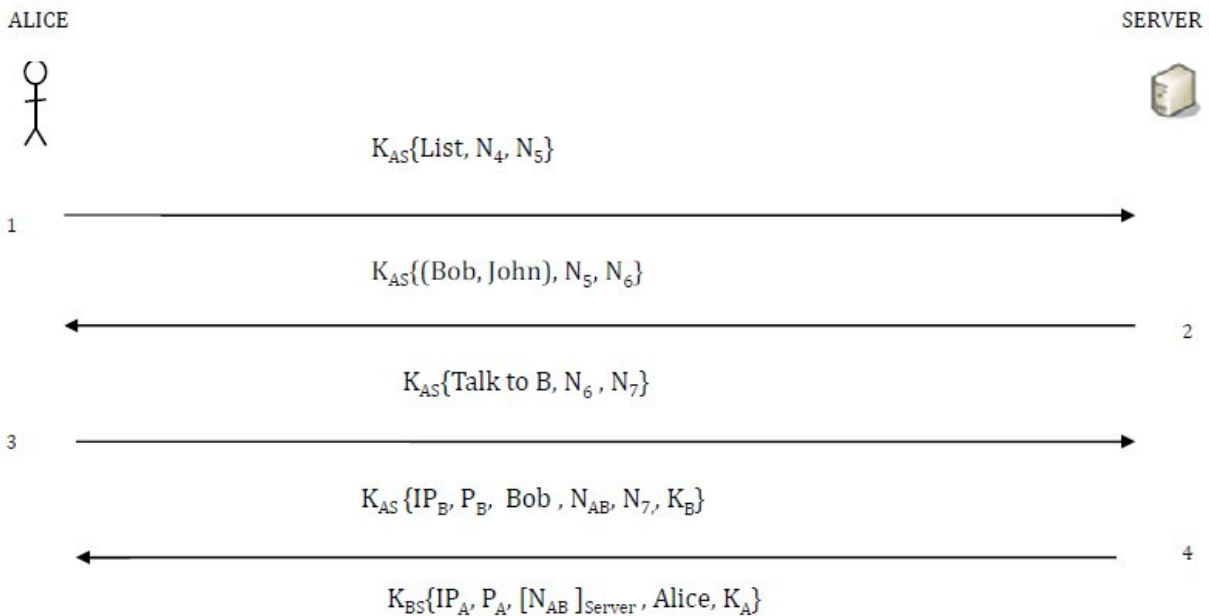 ALICE SERVER
K_AS{List, N_4, N_5}
1
K_AS{(Bob, John), N_5, N_6}
2
K_AS{Talk to B, N_6 , N_7}
3
K_AS {IP_B, P_B, Bob , N_AB, N_7,, K_B}
4
K_BS{IP_A, P_A, [N_AB ]_Server , Alice, K_A}